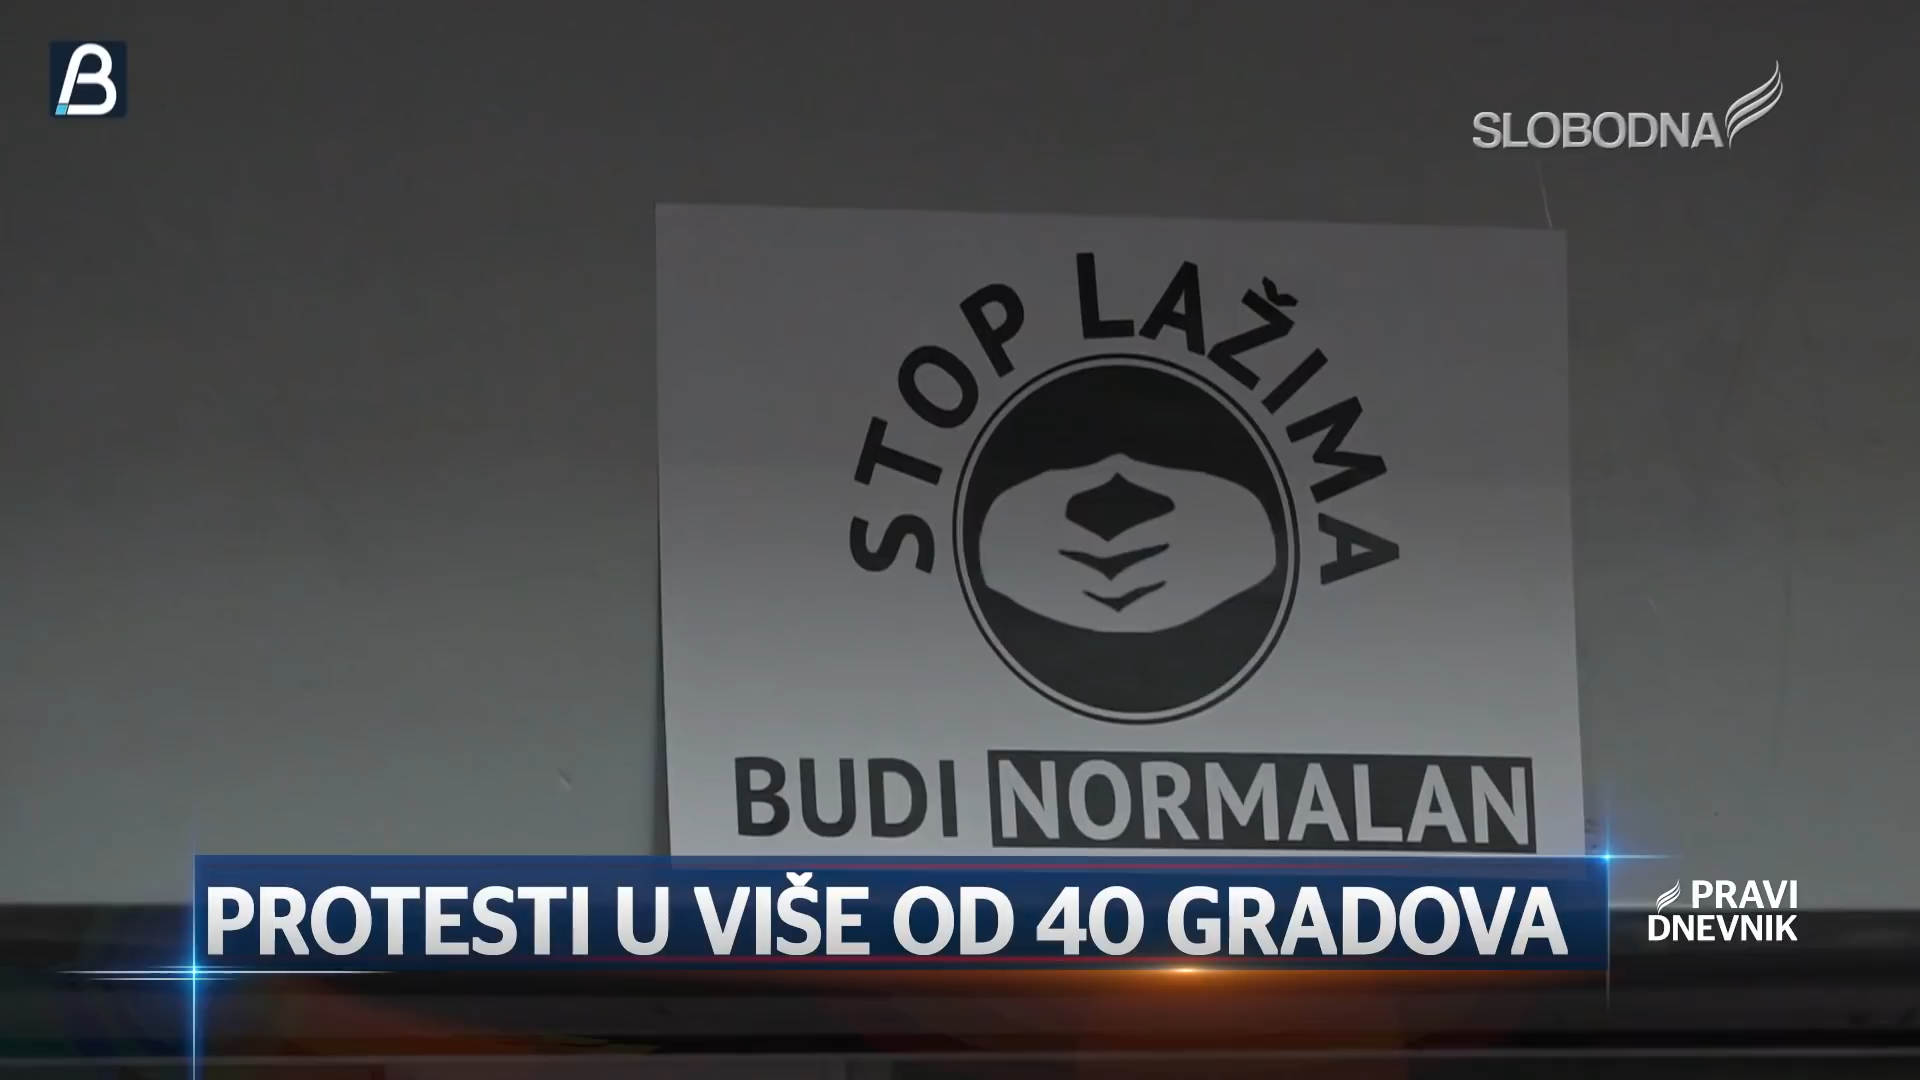 B
SLOBODNA
STOP LAŽIMA
BUDI NORMALAN
PROTESTI U VIŠE OD 40 GRADOVA
PRAVI
DNEVNIK